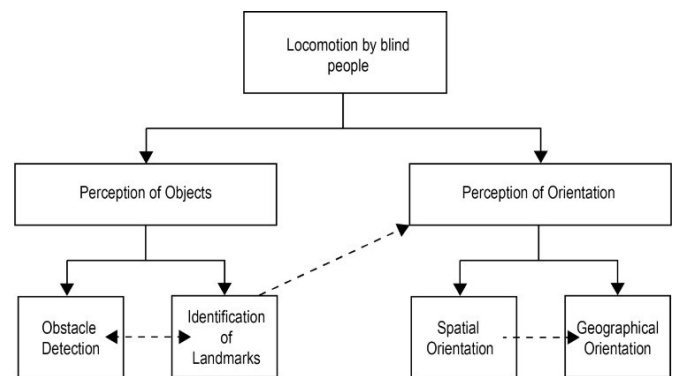 Locomotion by blind
people
Perception of Objects
Perception of Orientation
Obstacle
Detection
Identification
of
Landmarks
Spatial
Orientation
Geographical
Orientation